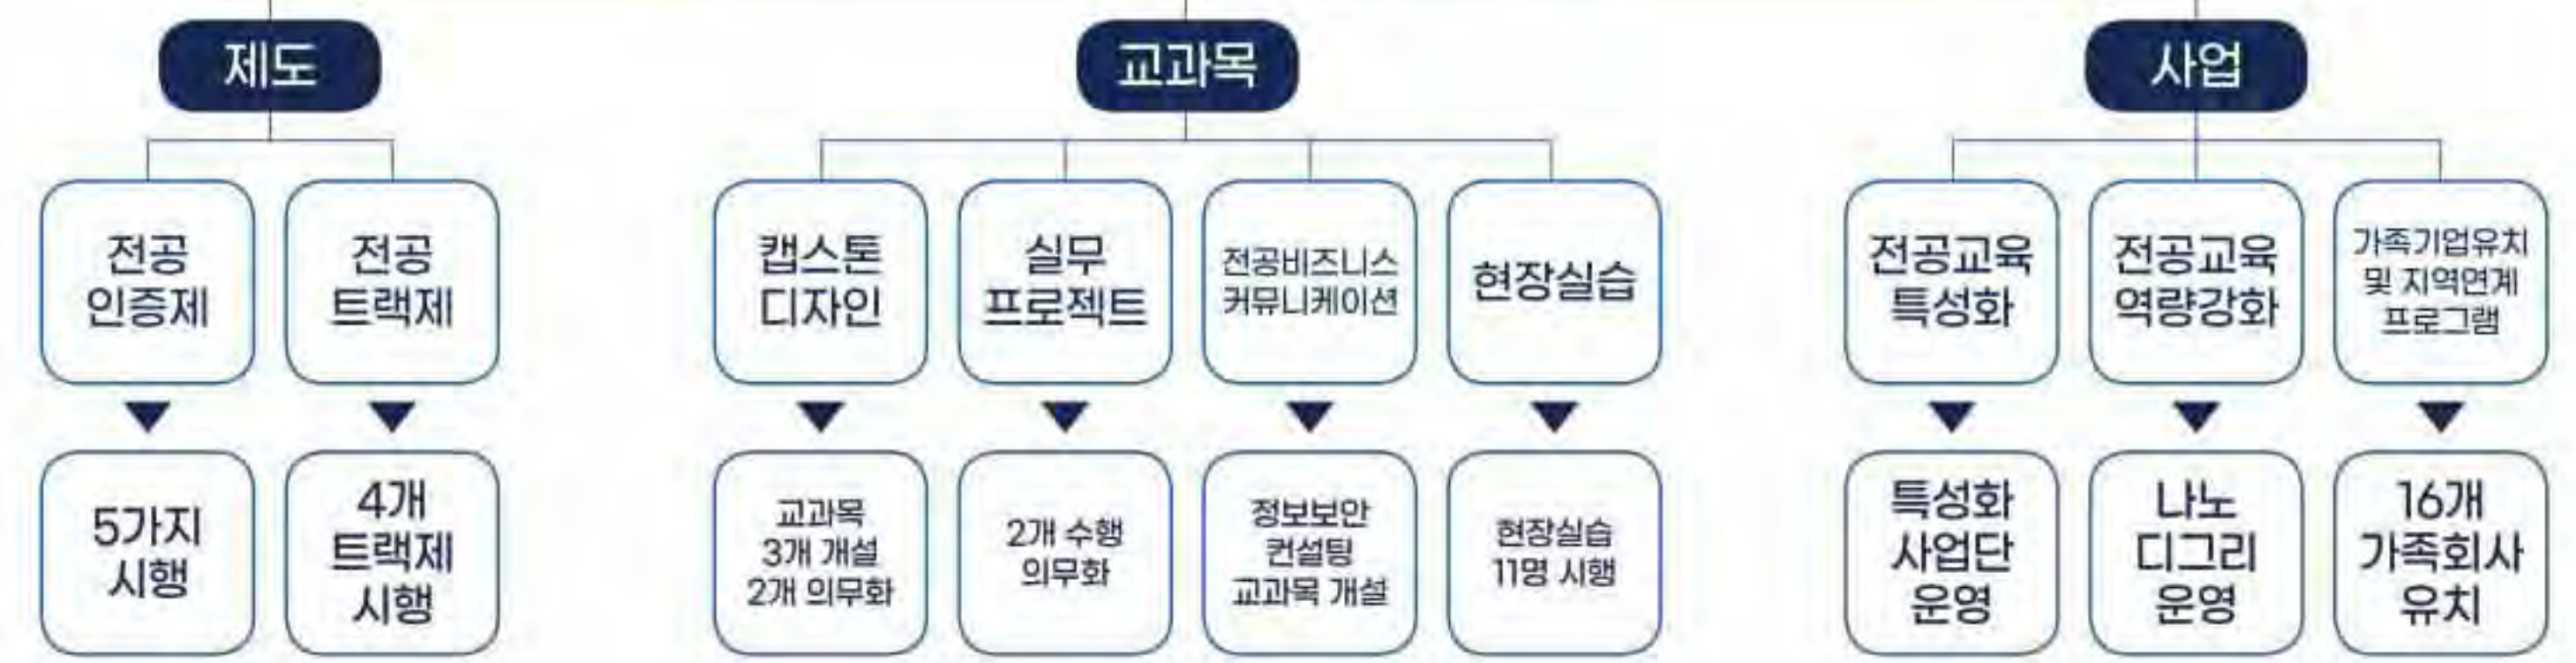 제도
교과목
사업
전공
인증제
전공
트랙제
캡스톤
디자인
실무
프로젝트
전공비즈니스
커뮤니케이션
현장실습
전공교육
특성화
전공교육
역량강화
가족기업유치
및 지역연계
프로그램
5가지
시행
4개
트랙제
시행
교과목
3개 개설
2개 의무화
2개 수행
의무화
정보보안
컨설팅
교과목 개설
현장실습
11명 시행
특성화
사업단
운영
나노
디그리
운영
16개
가족회사
유치